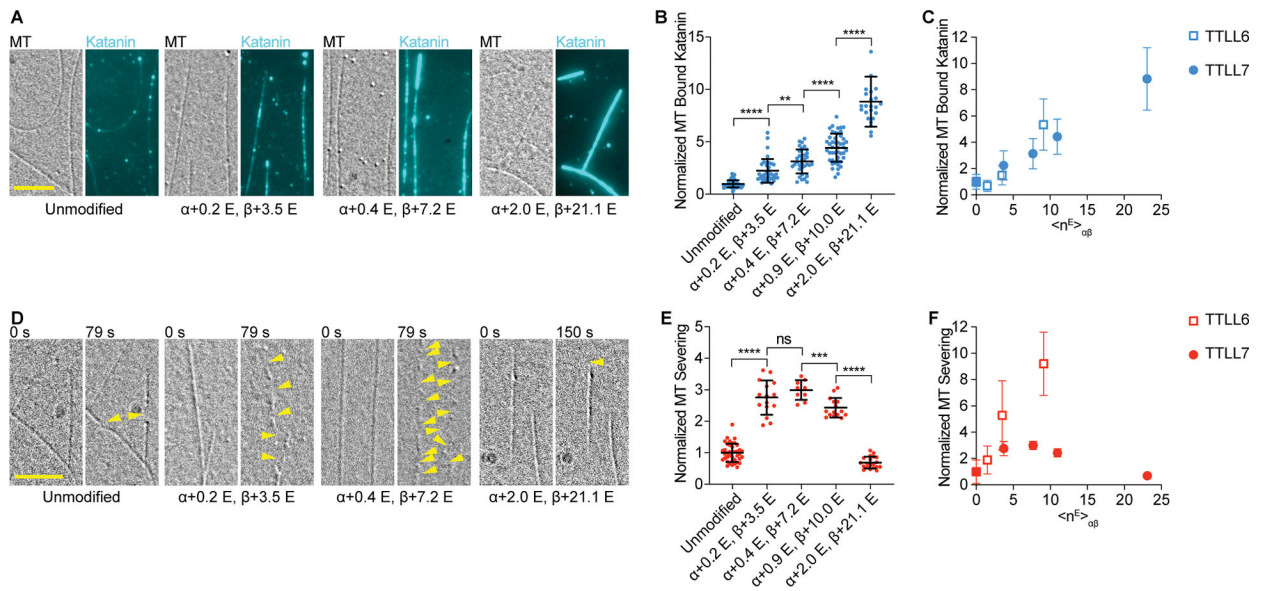 A
MT Katanin MT Katanin MT Katanin MT Katanin
Unmodified α+0.2 E, β+3.5 E α+0.4 E, β+7.2 E α+2.0 E, β+21.1 E
B
Normalized MT Bound Katanin
15
10
5
0
**** ** **** ****
Unmodified
α+0.2 E, β+3.5 E
α+0.4 E, β+7.2 E
α+0.9 E, β+10.0 E
α+2.0 E, β+21.1 E
C
Normalized MT Bound Katanin
12
10
8
6
4
2
0
0 5 10 15 20 25
<nᴱ>αβ
TTLL6
TTLL7
D
0 s 79 s 0 s 79 s 0 s 79 s 0 s 150 s
Unmodified α+0.2 E, β+3.5 E α+0.4 E, β+7.2 E α+2.0 E, β+21.1 E
E
Normalized MT Severing
5
4
3
2
1
0
**** ns *** ****
Unmodified
α+0.2 E, β+3.5 E
α+0.4 E, β+7.2 E
α+0.9 E, β+10.0 E
α+2.0 E, β+21.1 E
F
Normalized MT Severing
12
10
8
6
4
2
0
0 5 10 15 20 25
<nᴱ>αβ
TTLL6
TTLL7